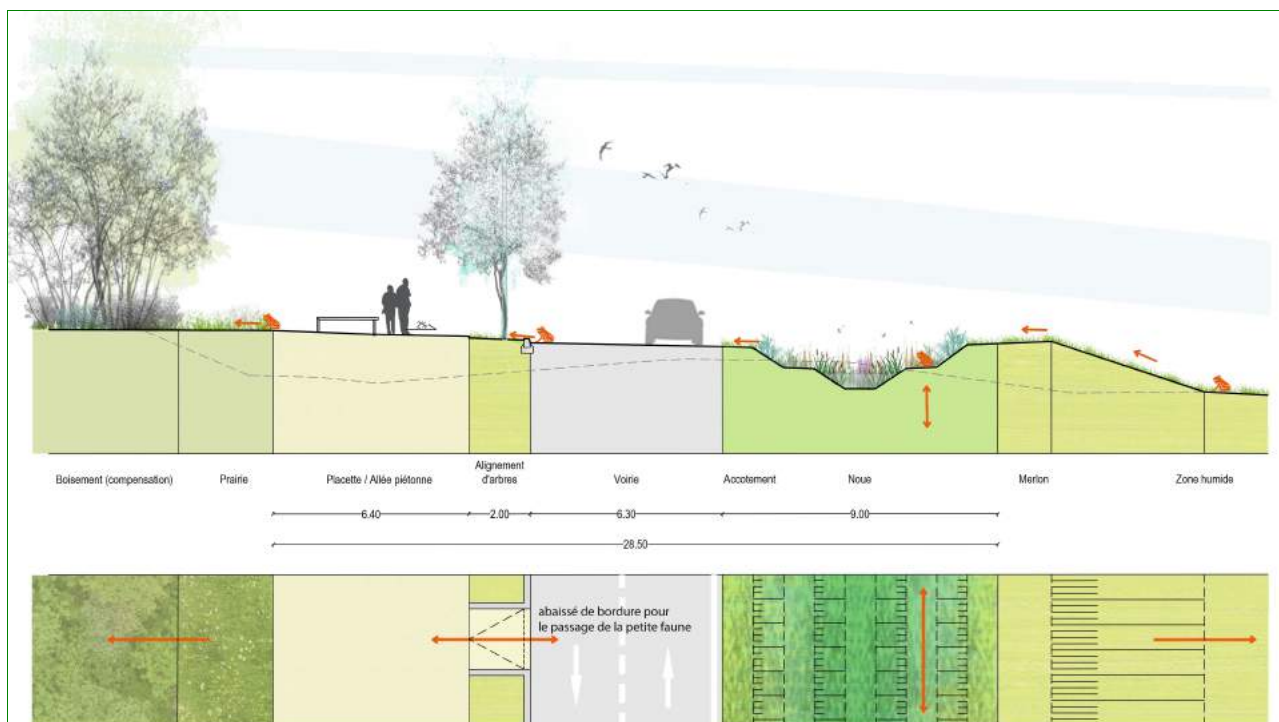 2%
Boisement (compensation)
Prairie
Placette / Allée piétonne
Alignement
d'arbres
Voirie
Accotement
Noue
Merlon
Zone humide
6.40
2.00
6.30
9.00
28.50
abaissé de bordure pour
le passage de la petite faune